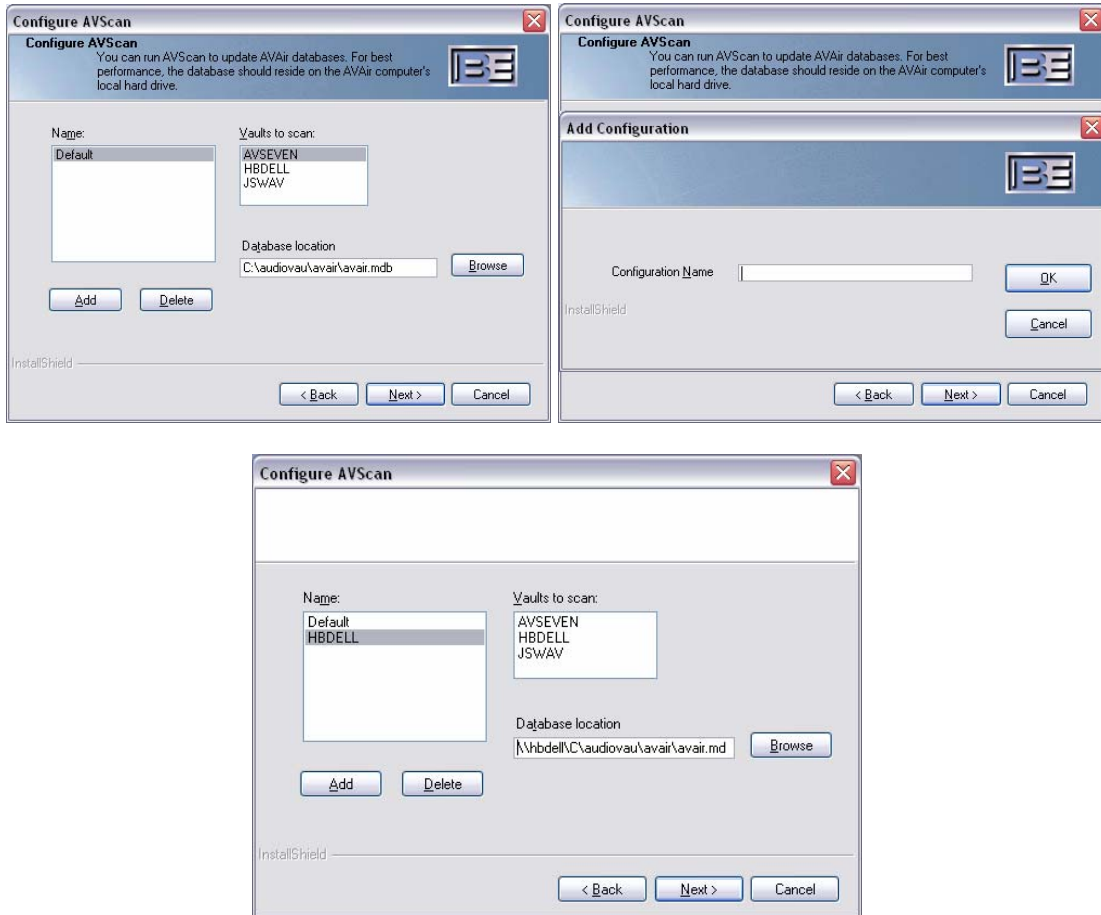 Configure AVScan
Configure AVScan
You can run AVScan to update AVAir databases. For best
performance, the database should reside on the AVAir computer's
local hard drive.
BE
Name:
Default
Vaults to scan:
AVSEVEN
HBDELL
JSWAV
Database location
C:\audiovau\avair\avair.mdb
Browse
Add
Delete
InstallShield
< Back
Next >
Cancel
Configure AVScan
Configure AVScan
You can run AVScan to update AVAir databases. For best
performance, the database should reside on the AVAir computer's
local hard drive.
BE
Add Configuration
BE
Configuration Name
OK
InstallShield
Cancel
< Back
Next >
Cancel
Configure AVScan
Name:
Default
HBDELL
Vaults to scan:
AVSEVEN
HBDELL
JSWAV
Database location
\\hbdell\C\audiovau\avair\avair.md
Browse
Add
Delete
InstallShield
< Back
Next >
Cancel